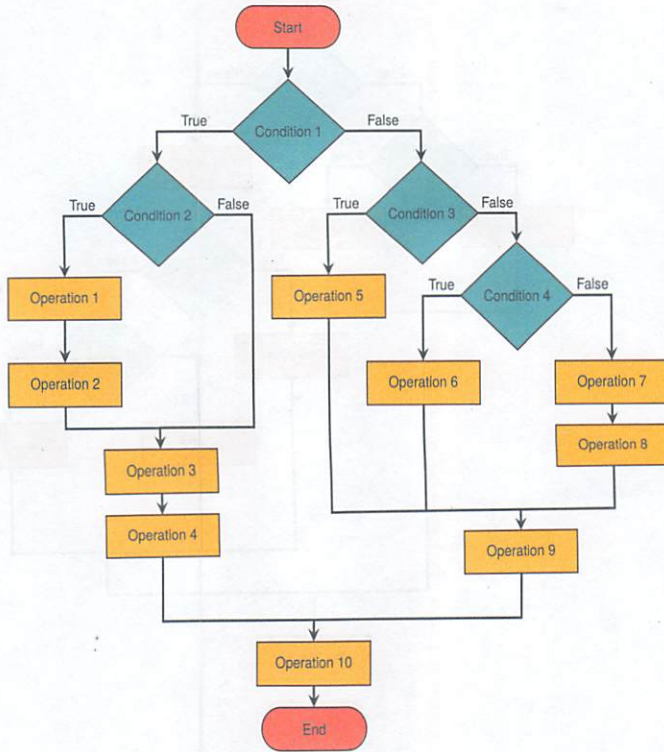 Start
Condition 1
True
False
Condition 2
True
False
Condition 3
True
False
Operation 1
Operation 5
Condition 4
True
False
Operation 2
Operation 6
Operation 7
Operation 3
Operation 8
Operation 4
Operation 9
Operation 10
End